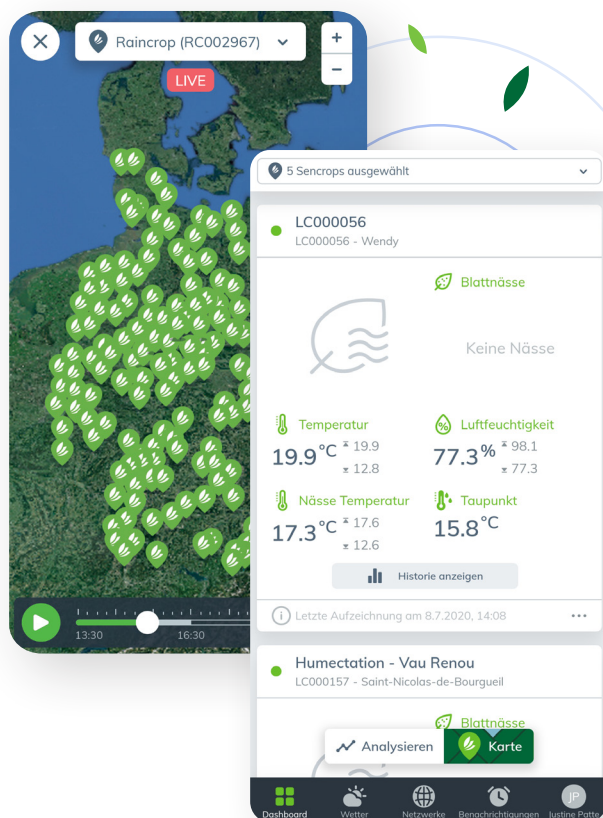 Raincrop (RC002967)
+
−
LIVE
13:30
16:30
5 Sencrops ausgewählt
LC000056
LC000056 - Wendy
Blattnässe
Keine Nässe
Temperatur
19.9°C
19.9
12.8
Luftfeuchtigkeit
77.3%
98.1
77.3
Nässe Temperatur
17.3°C
17.6
12.6
Taupunkt
15.8°C
Historie anzeigen
Letzte Aufzeichnung am 8.7.2020, 14:08
Humectation - Vau Renou
LC000157 - Saint-Nicolas-de-Bourgueil
Blattnässe
Analysieren
Karte
JP
Dashboard
Wetter
Netzwerke
Benachrichtigungen
Justine Patte